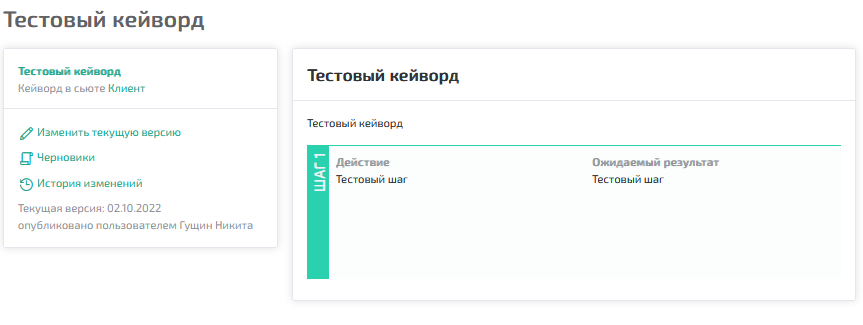 Тестовый кейворд
Тестовый кейворд
Кейворд в сьюте Клиент
Изменить текущую версию
Черновики
История изменений
Текущая версия: 02.10.2022
опубликовано пользователем Гущин Никита
Тестовый кейворд
Тестовый кейворд
ШАГ 1
Действие
Тестовый шаг
Ожидаемый результат
Тестовый шаг